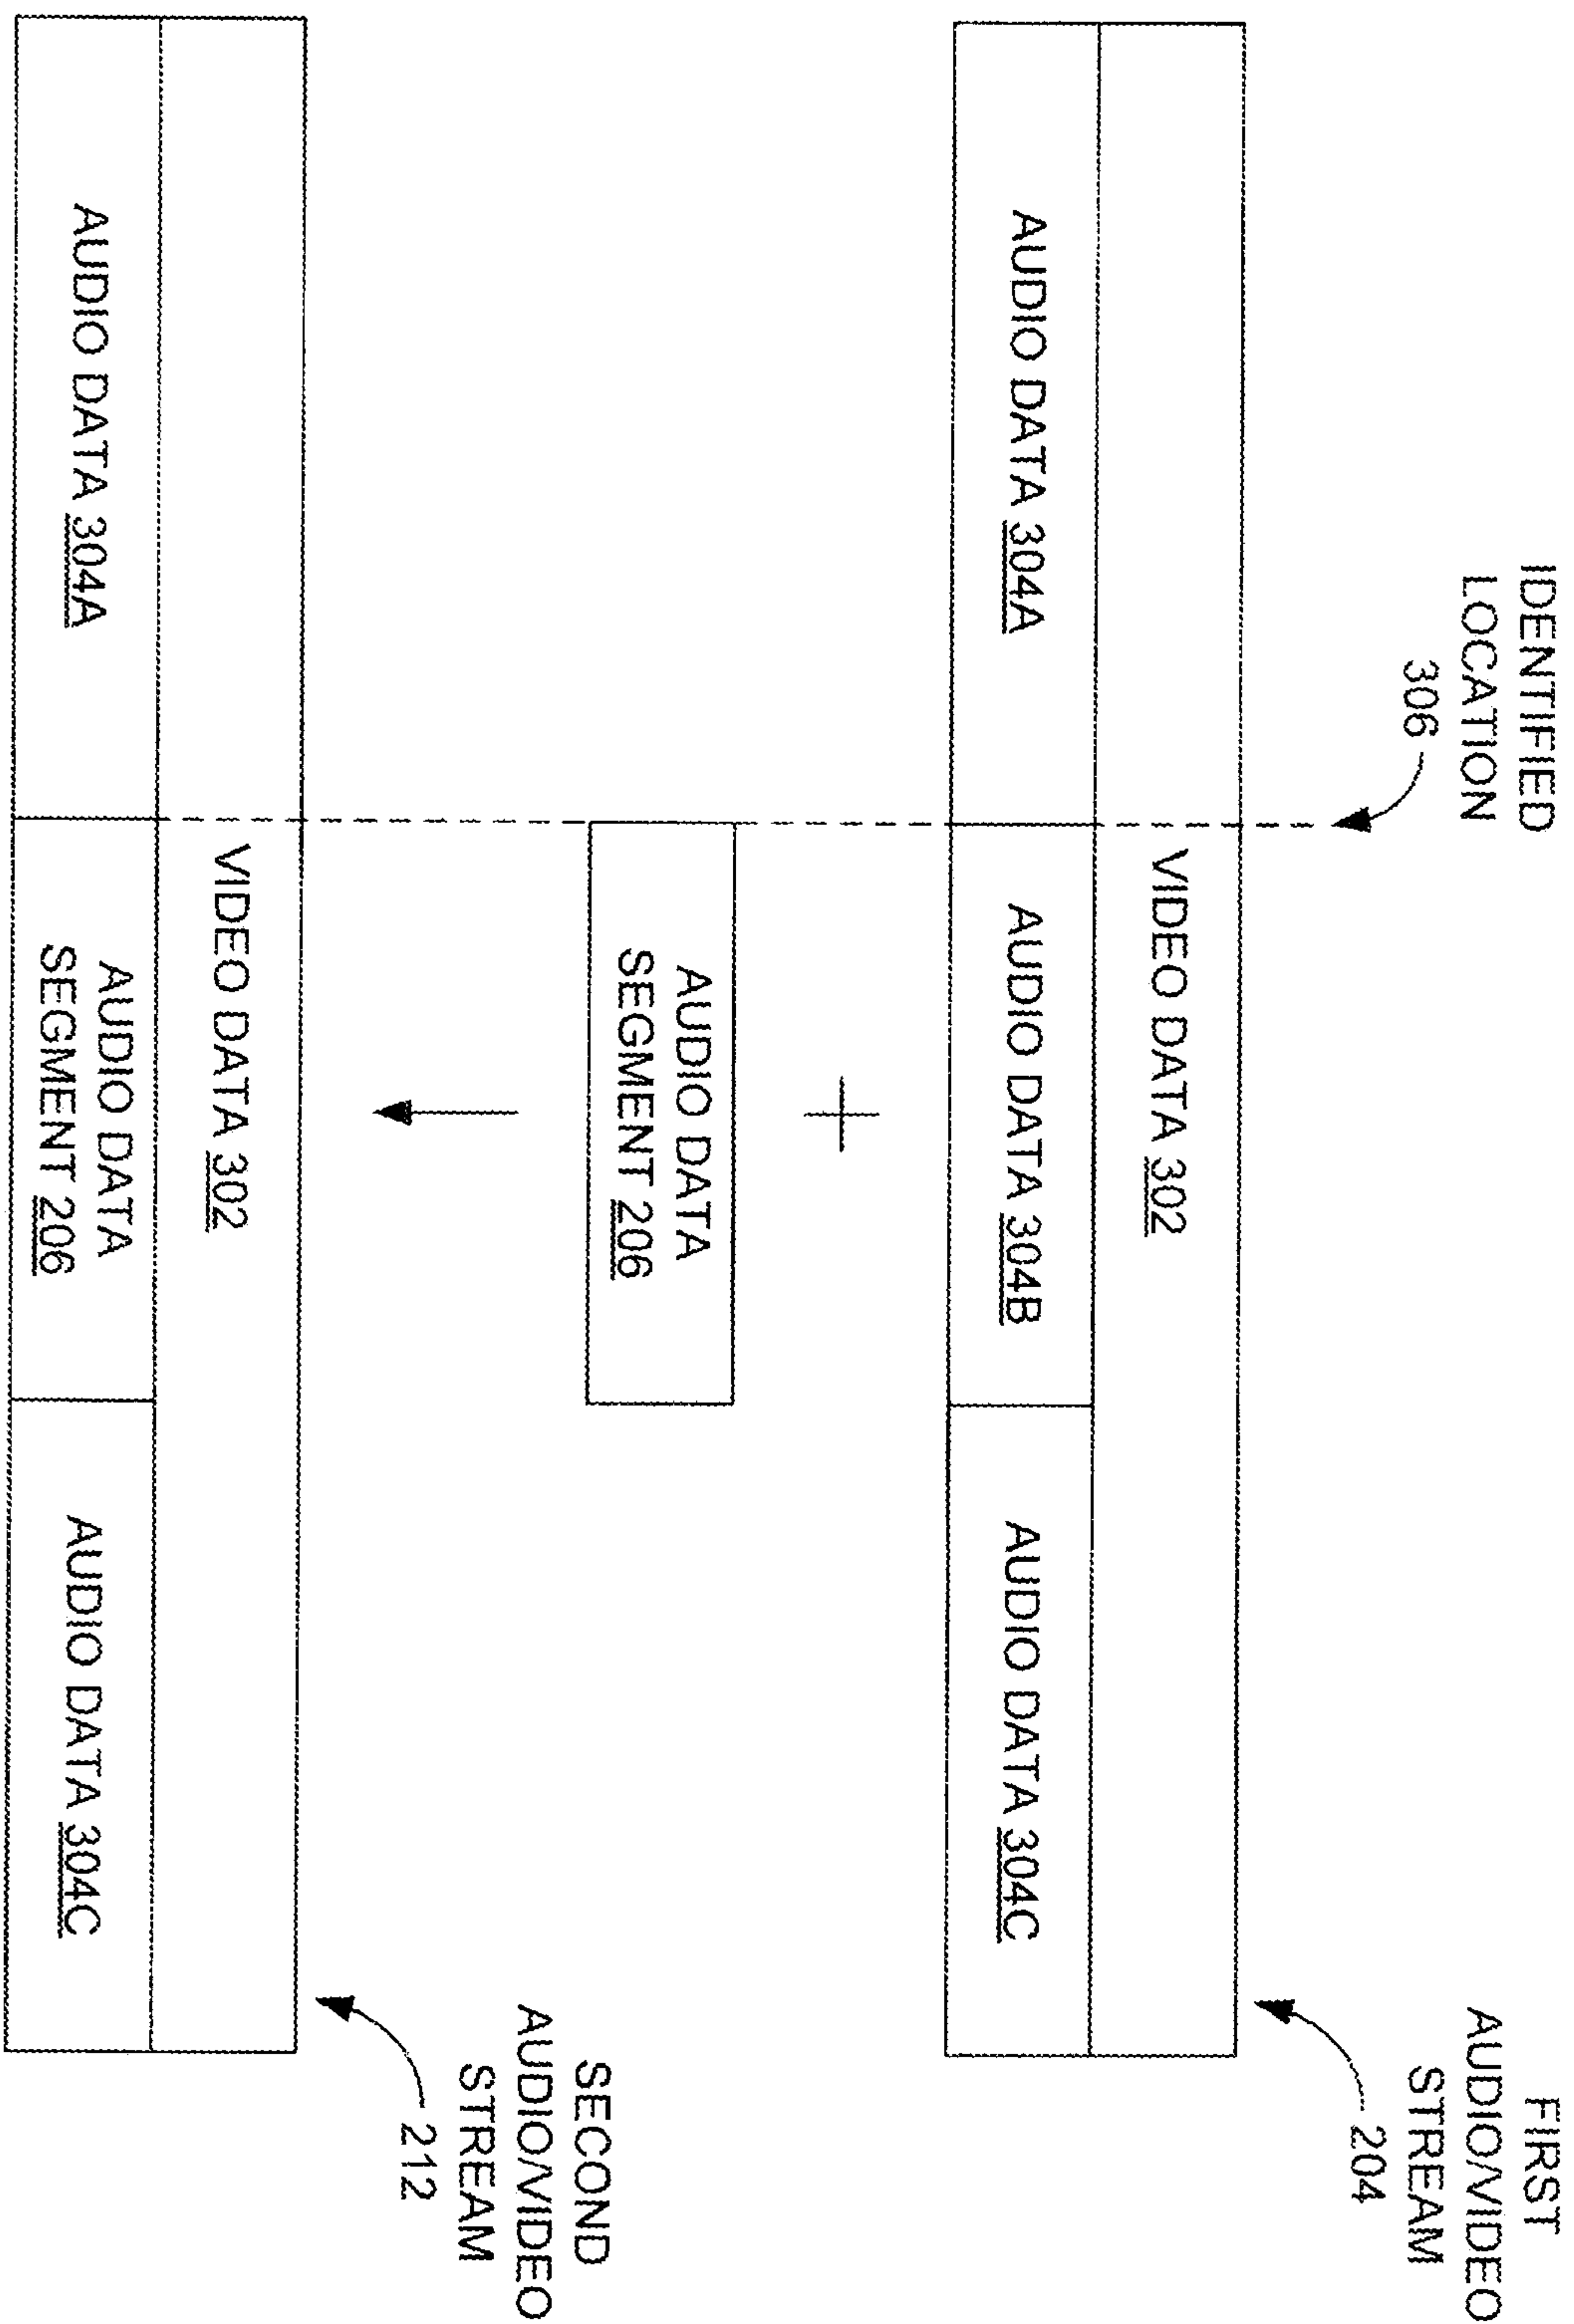 IDENTIFIED
LOCATION
306
FIRST
AUDIO/VIDEO
STREAM
204
VIDEO DATA 302
AUDIO DATA 304A
AUDIO DATA 304B
AUDIO DATA 304C
+
AUDIO DATA
SEGMENT 206
SECOND
AUDIO/VIDEO
STREAM
212
VIDEO DATA 302
AUDIO DATA 304A
AUDIO DATA
SEGMENT 206
AUDIO DATA 304C